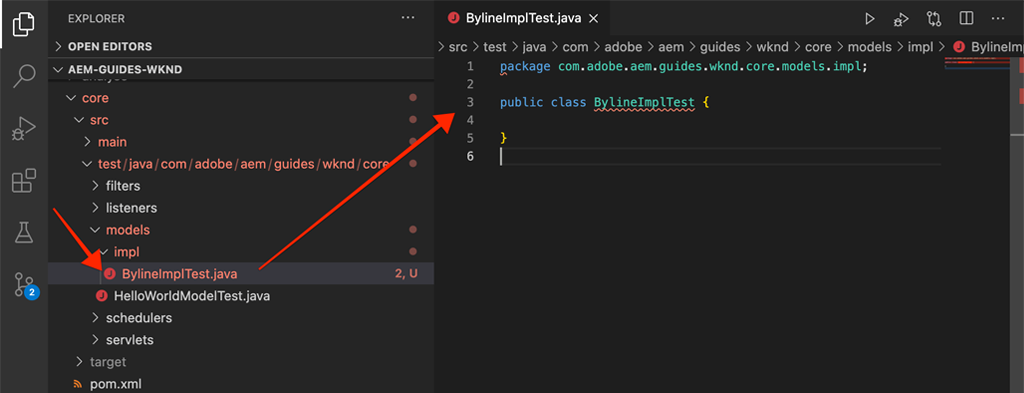 EXPLORER
OPEN EDITORS
AEM-GUIDES-WKND
core
src
main
test/java/com/adobe/aem/guides/wknd/core
filters
listeners
models
impl
BylineImplTest.java 2, U
HelloWorldModelTest.java
schedulers
servlets
target
pom.xml
2
BylineImplTest.java
src > test > java > com > adobe > aem > guides > wknd > core > models > impl > BylineIm
1 package com.adobe.aem.guides.wknd.core.models.impl;
2
3 public class BylineImplTest {
4
5 }
6